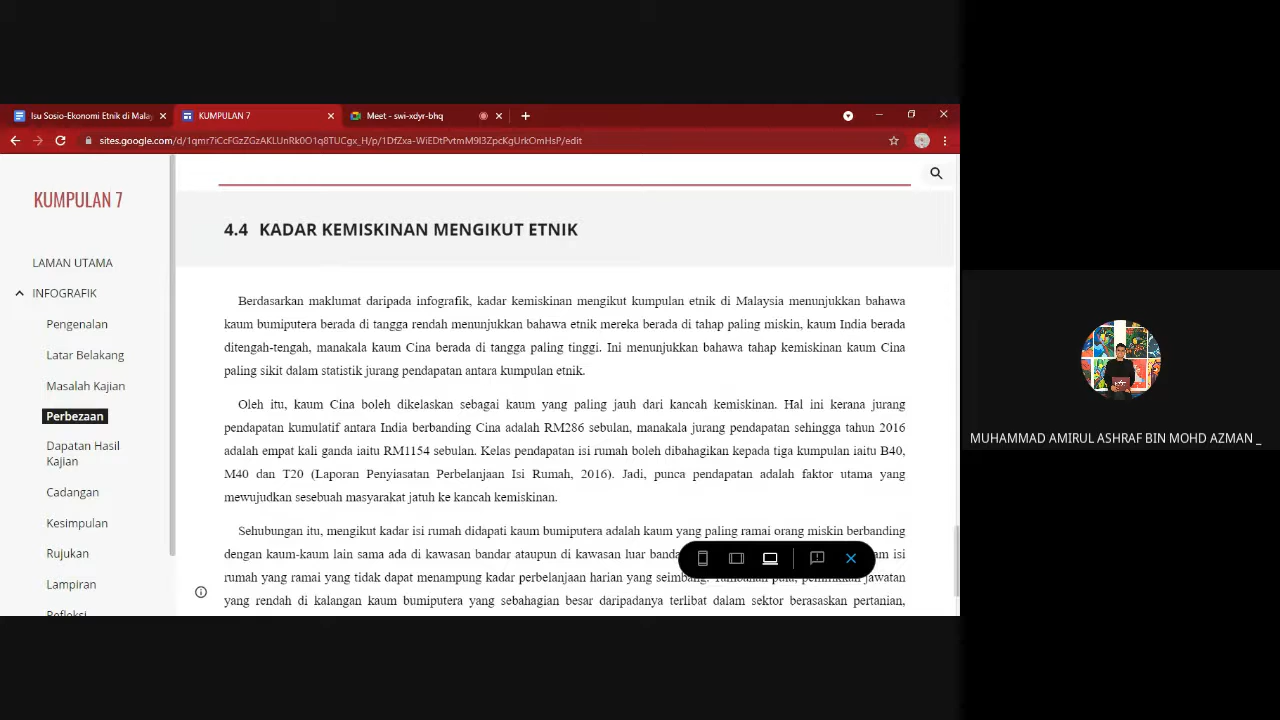 Isu Sosio-Ekonomi Etnik di Mala
KUMPULAN 7
Meet - swi-xdyr-bhq
sites.google.com/d/1qmr7iCcFGzZGzAKLUnRk0O1q8TUCgx_H/p/1DfZxa-WiEDtPvtmM9I3ZpcKgUrkOmHsP/edit
KUMPULAN 7
LAMAN UTAMA
INFOGRAFIK
Pengenalan
Latar Belakang
Masalah Kajian
Perbezaan
Dapatan Hasil
Kajian
Cadangan
Kesimpulan
Rujukan
Lampiran
Refleksi
4.4 KADAR KEMISKINAN MENGIKUT ETNIK
Berdasarkan maklumat daripada infografik, kadar kemiskinan mengikut kumpulan etnik di Malaysia menunjukkan bahawa
kaum bumiputera berada di tangga rendah menunjukkan bahawa etnik mereka berada di tahap paling miskin, kaum India berada
ditengah-tengah, manakala kaum Cina berada di tangga paling tinggi. Ini menunjukkan bahawa tahap kemiskinan kaum Cina
paling sikit dalam statistik jurang pendapatan antara kumpulan etnik.
Oleh itu, kaum Cina boleh dikelaskan sebagai kaum yang paling jauh dari kancah kemiskinan. Hal ini kerana jurang
pendapatan kumulatif antara India berbanding Cina adalah RM286 sebulan, manakala jurang pendapatan sehingga tahun 2016
adalah empat kali ganda iaitu RM1154 sebulan. Kelas pendapatan isi rumah boleh dibahagikan kepada tiga kumpulan iaitu B40,
M40 dan T20 (Laporan Penyiasatan Perbelanjaan Isi Rumah, 2016). Jadi, punca pendapatan adalah faktor utama yang
mewujudkan sesebuah masyarakat jatuh ke kancah kemiskinan.
Sehubungan itu, mengikut kadar isi rumah didapati kaum bumiputera adalah kaum yang paling ramai orang miskin berbanding
dengan kaum-kaum lain sama ada di kawasan bandar ataupun di kawasan luar banda isi
rumah yang ramai yang tidak dapat menampung kadar perbelanjaan harian yang seimbang. Tambahan pula, pemilikan jawatan
yang rendah di kalangan kaum bumiputera yang sebahagian besar daripadanya terlibat dalam sektor berasaskan pertanian,
MUHAMMAD AMIRUL ASHRAF BIN MOHD AZMAN _